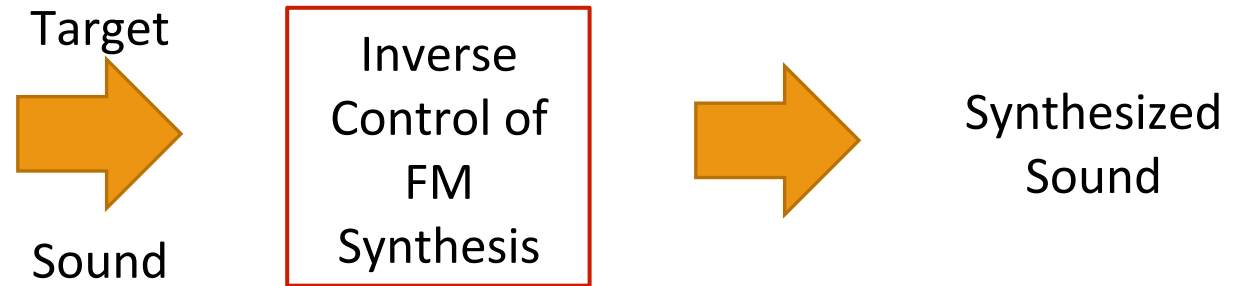 Target
Sound
Inverse
Control of
FM
Synthesis
Synthesized
Sound